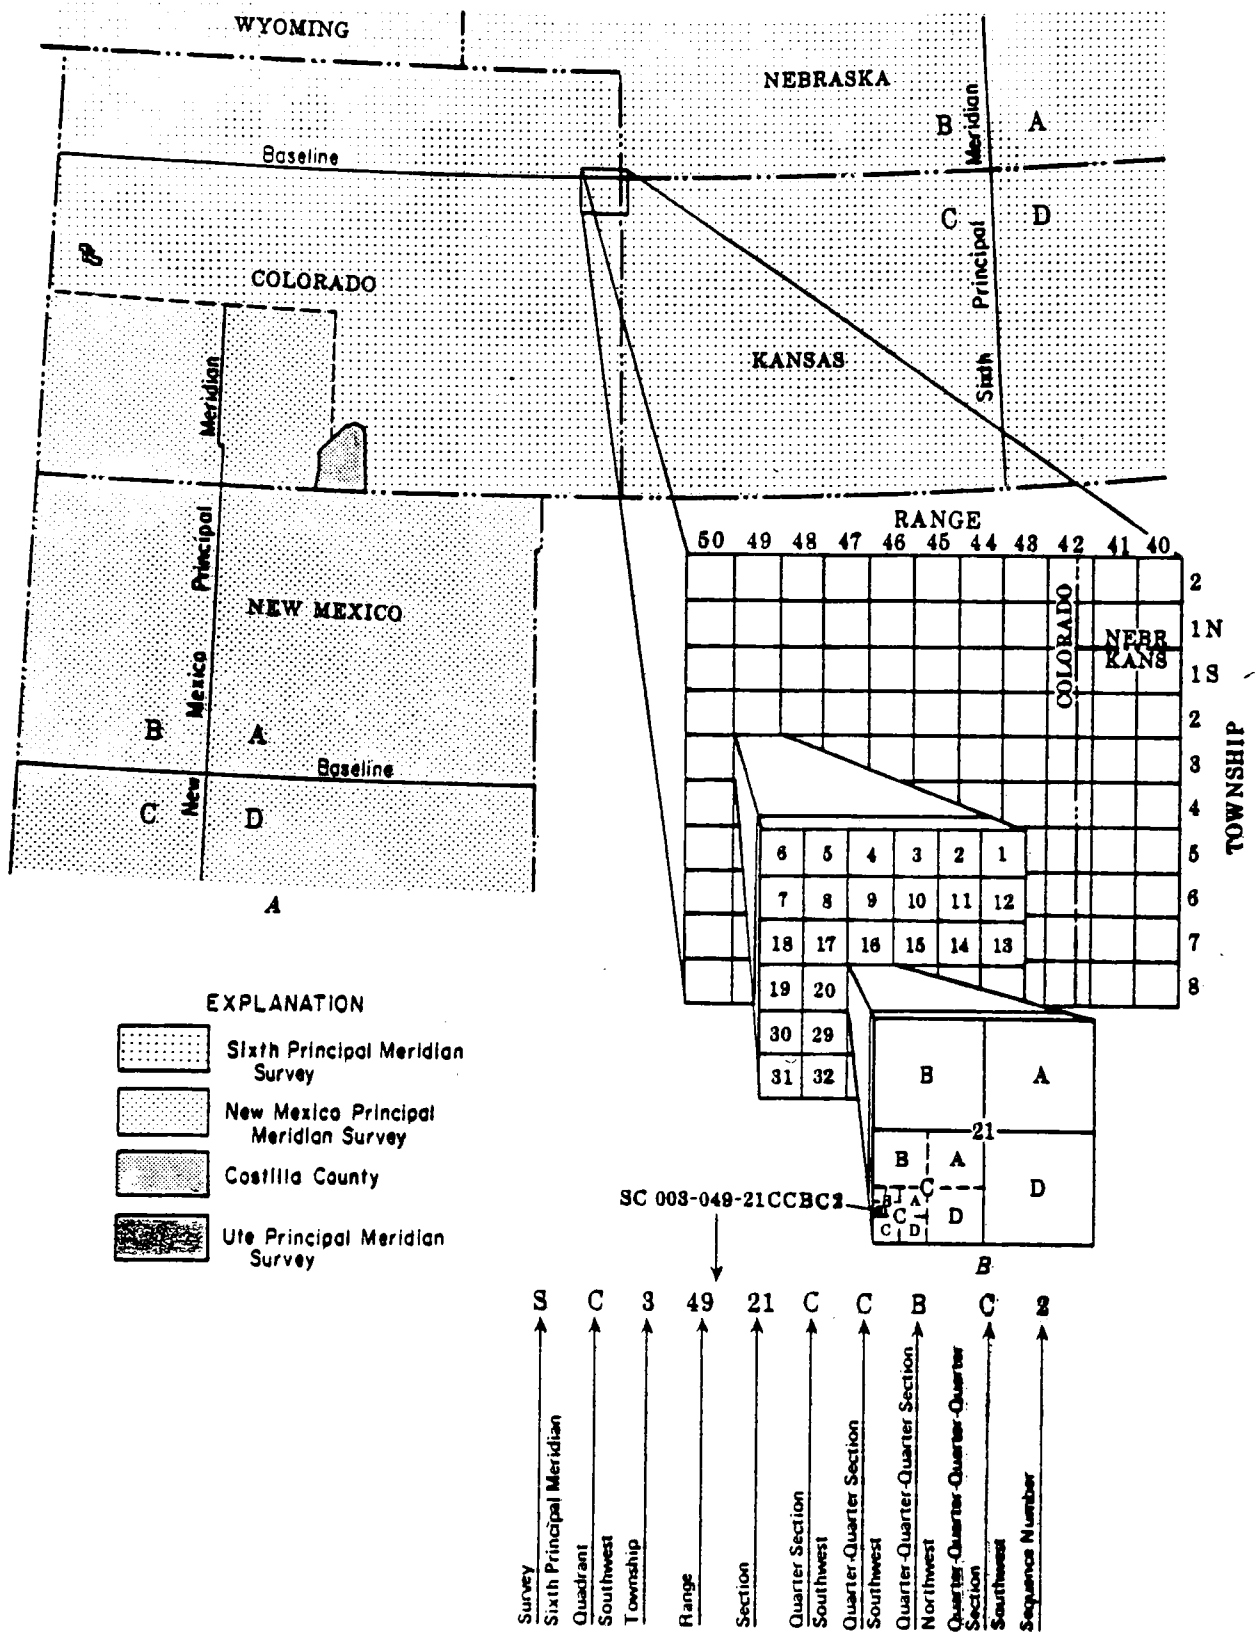 WYOMING
NEBRASKA
B
A
Meridian
Baseline
C
D
Principal
COLORADO
KANSAS
Sixth
Meridian
Principal
NEW MEXICO
Mexico
B
A
Baseline
New
C
D
A
RANGE
50 49 48 47 46 45 44 43 42 41 40
2
1 N
1 S
2
3
4
5
6
7
8
TOWNSHIP
COLORADO
NEBR
KANS
6 5 4 3 2 1
7 8 9 10 11 12
18 17 16 15 14 13
19 20
30 29
31 32
B A
21
B A
C
D
D
B A
C
C D
B
EXPLANATION
Sixth Principal Meridian
Survey
New Mexico Principal
Meridian Survey
Costilla County
Ute Principal Meridian
Survey
SC 003-049-21CCBC2
S C 3 49 21 C C B C 2
Survey
Sixth Principal Meridian
Quadrant
Southwest
Township
Range
Section
Quarter Section
Southwest
Quarter-Quarter Section
Southwest
Quarter-Quarter-Quarter Section
Northwest
Quarter-Quarter-Quarter-Quarter
Section
Southwest
Sequence Number